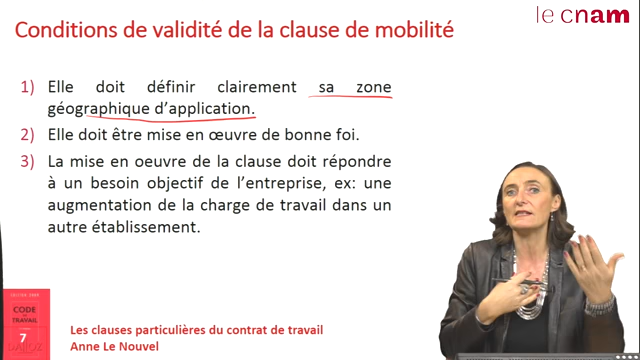 Conditions de validité de la clause de mobilité
le cnam
1) Elle doit définir clairement sa zone
géographique d'application.
2) Elle doit être mise en œuvre de bonne foi.
3) La mise en oeuvre de la clause doit répondre
à un besoin objectif de l'entreprise, ex: une
augmentation de la charge de travail dans un
autre établissement.
CODE
TRAVAIL
7
Les clauses particulières du contrat de travail
Anne Le Nouvel